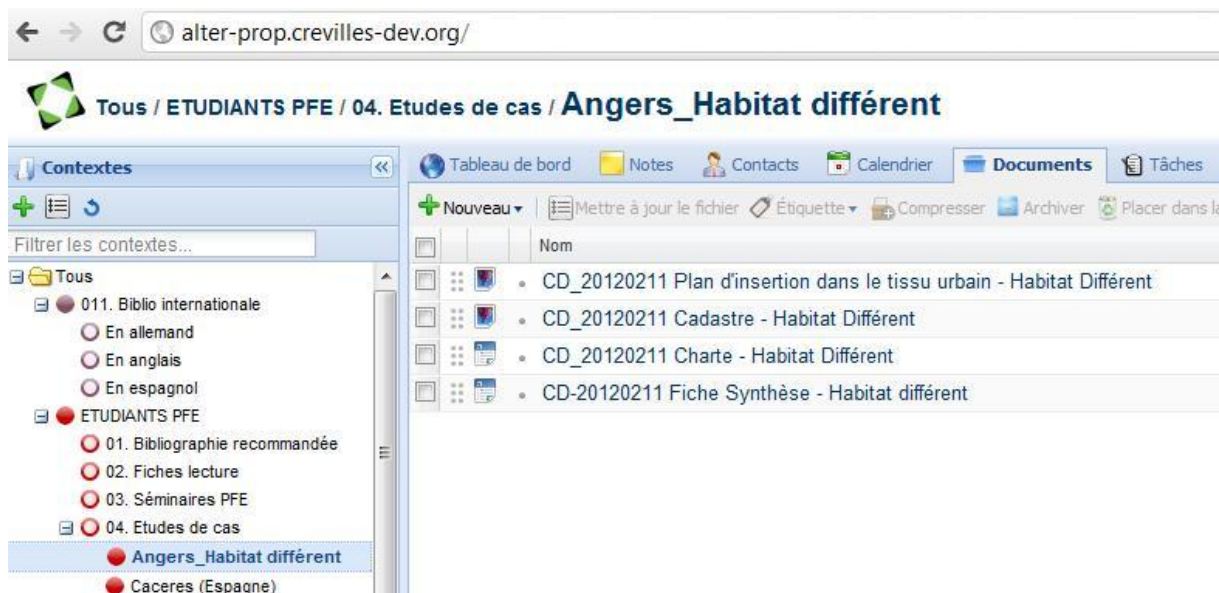 alter-prop.crevilles-dev.org/
Tous / ETUDIANTS PFE / 04. Etudes de cas / Angers_Habitat différent
Contextes
Filtrer les contextes...
Tous
011. Biblio internationale
En allemand
En anglais
En espagnol
ETUDIANTS PFE
01. Bibliographie recommandée
02. Fiches lecture
03. Séminaires PFE
04. Etudes de cas
Angers_Habitat différent
Caceres (Espagne)
Tableau de bord Notes Contacts Calendrier Documents Tâches
Nouveau Mettre à jour le fichier Étiquette Compresser Archiver Placer dans la
Nom
CD_20120211 Plan d'insertion dans le tissu urbain - Habitat Différent
CD_20120211 Cadastre - Habitat Différent
CD_20120211 Charte - Habitat Différent
CD-20120211 Fiche Synthèse - Habitat différent